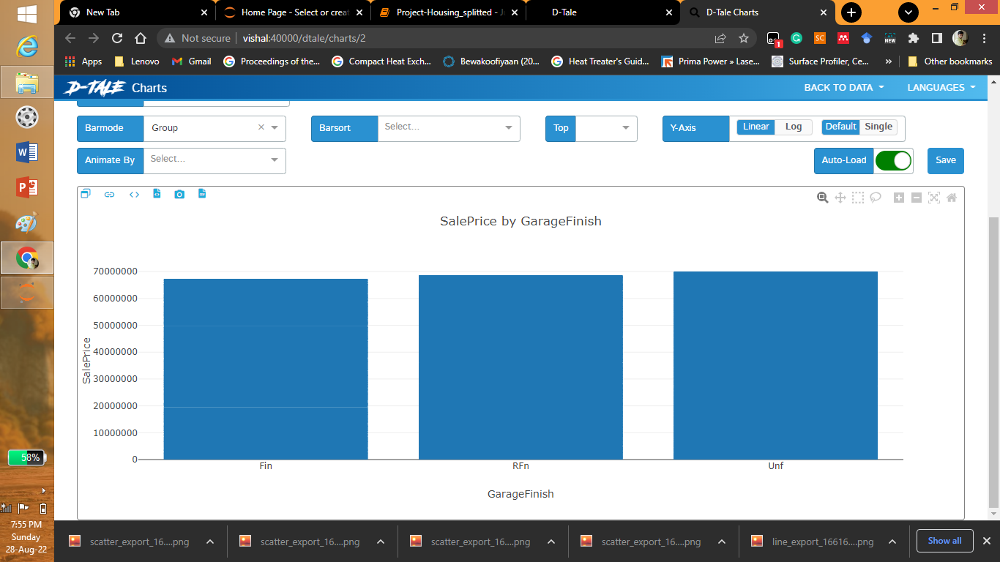 New Tab
Home Page - Select or creat
Project-Housing_splitted - Ju
D-Tale
D-Tale Charts
Not secure | vishal:40000/dtale/charts/2
1
SC
NEW
Apps
Lenovo
Gmail
Proceedings of the...
Compact Heat Exch...
Bewakoofiyaan (20...
Heat Treater's Guid...
Prima Power » Lase...
Surface Profiler, Ce...
»
Other bookmarks
D-TALE Charts
BACK TO DATA
LANGUAGES
Barmode
Group
Barsort
Select...
Top
Y-Axis
Linear
Log
Default
Single
Animate By
Select...
Auto-Load
Save
SalePrice by GarageFinish
70000000
60000000
50000000
40000000
30000000
20000000
10000000
0
SalePrice
Fin
RFn
Unf
GarageFinish
58%
7:55 PM
Sunday
28-Aug-22
scatter_export_16....png
scatter_export_16....png
scatter_export_16....png
scatter_export_16....png
line_export_16616....png
Show all